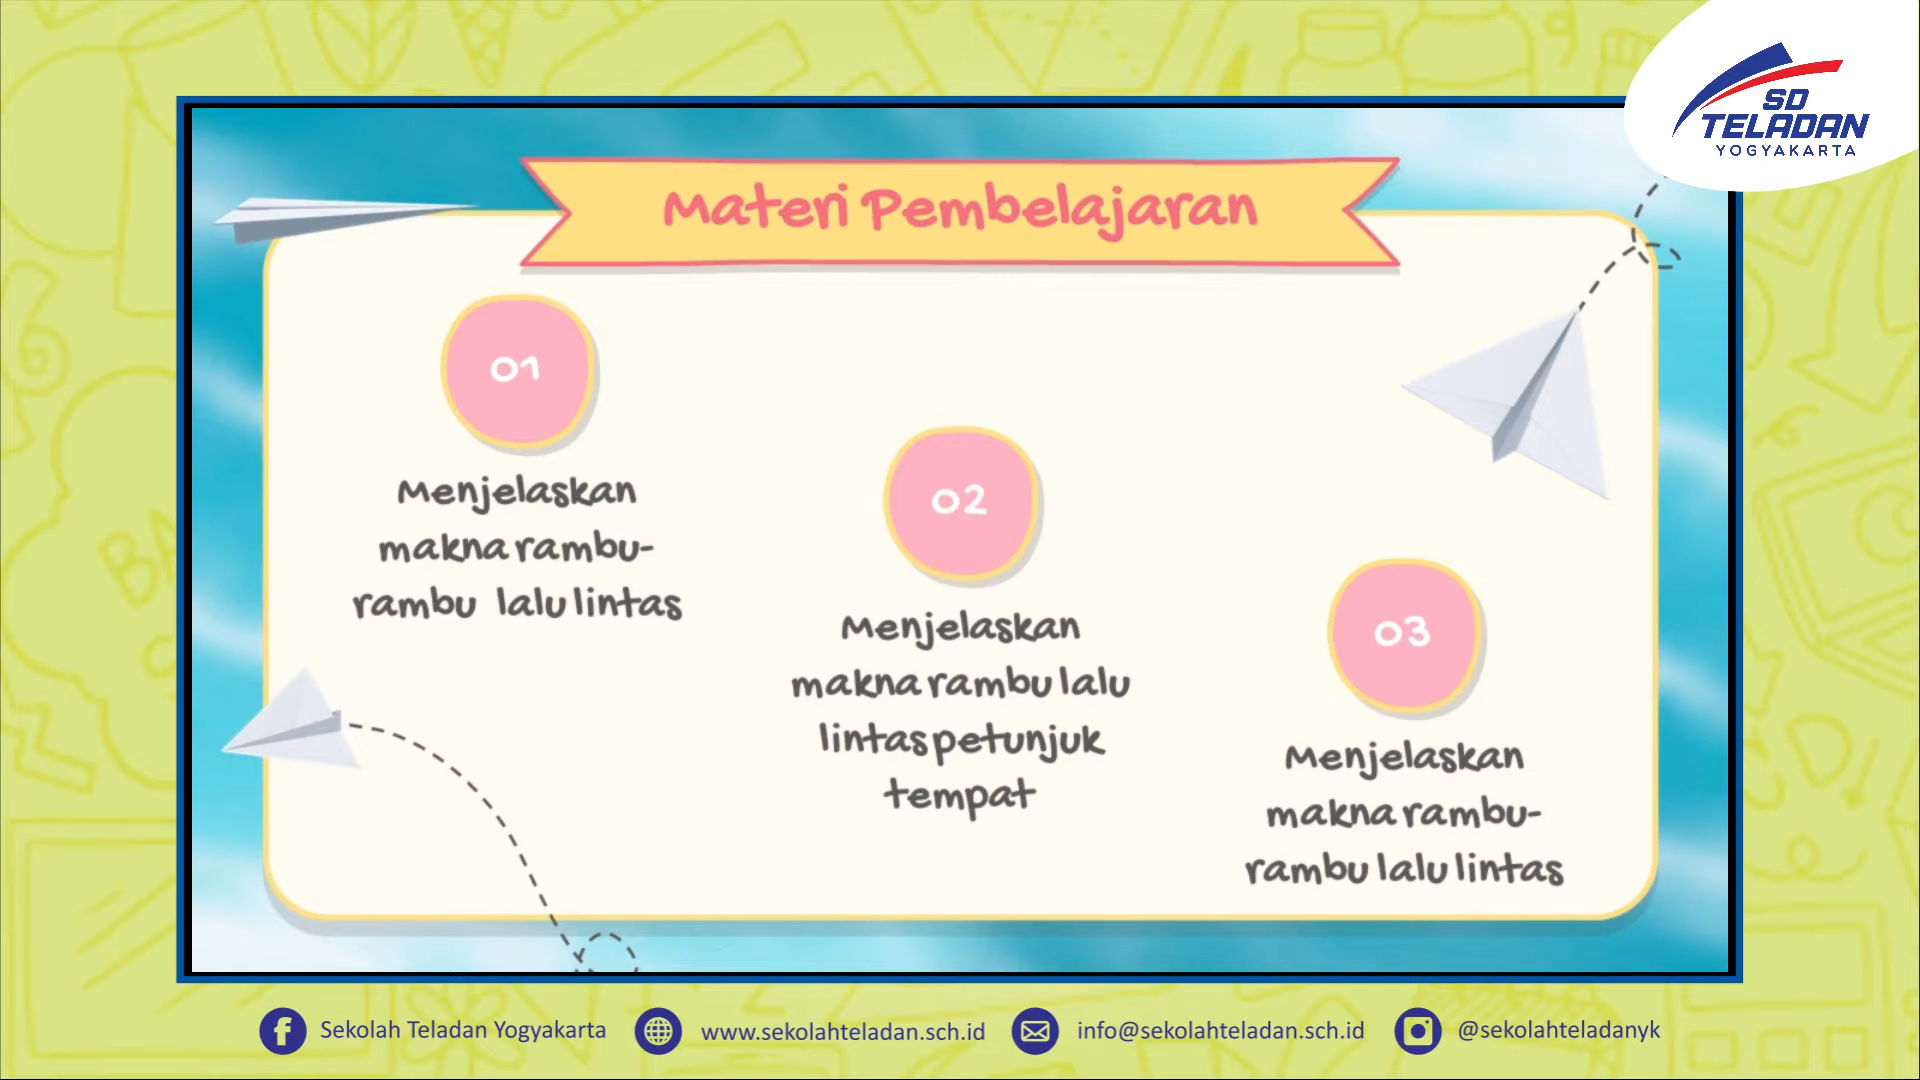 SD
TELADAN
YOGYAKARTA
Materi Pembelajaran
01
Menjelaskan
makna rambu-
rambu lalu lintas
02
Menjelaskan
makna rambu lalu
lintas petunjuk
tempat
03
Menjelaskan
makna rambu-
rambu lalu lintas
Sekolah Teladan Yogyakarta
www.sekolahteladan.sch.id
info@sekolahteladan.sch.id
@sekolahteladanyk